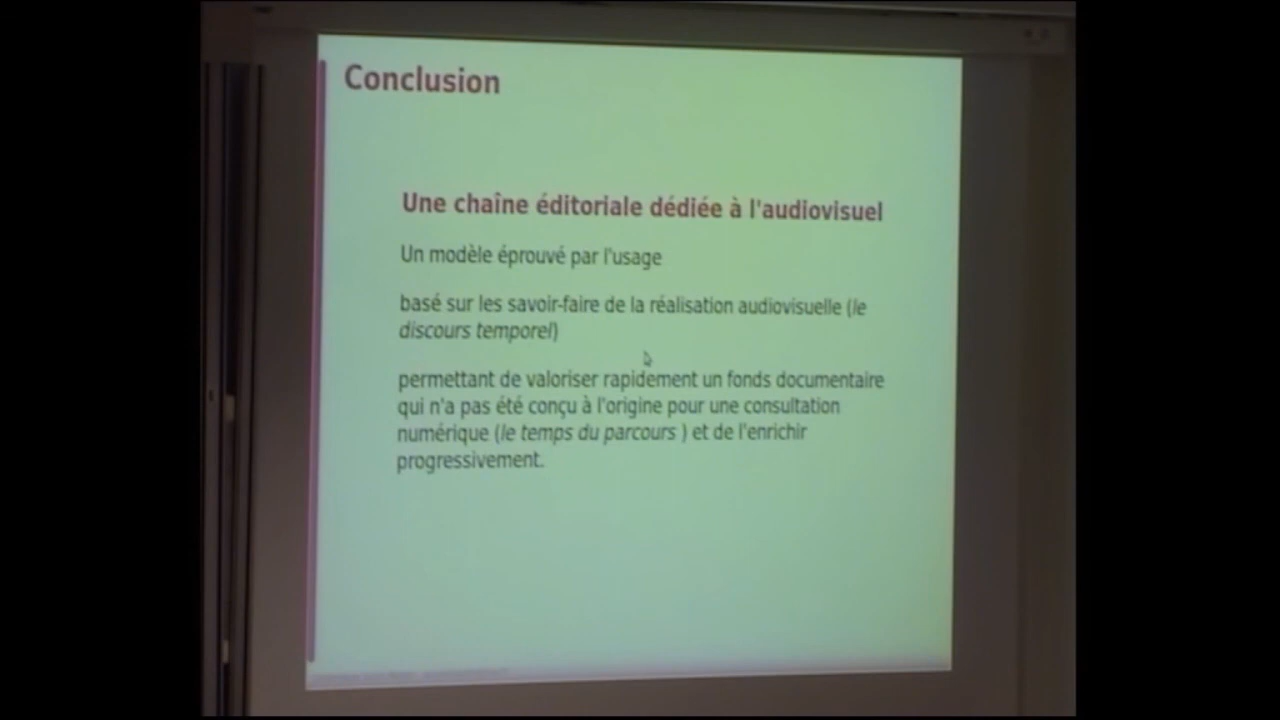 Conclusion
Une chaîne éditoriale dédiée à l'audiovisuel
Un modèle éprouvé par l'usage
basé sur les savoir-faire de la réalisation audiovisuelle (le
discours temporel)
permettant de valoriser rapidement un fonds documentaire
qui n'a pas été conçu à l'origine pour une consultation
numérique (le temps du parcours ) et de l'enrichir
progressivement.